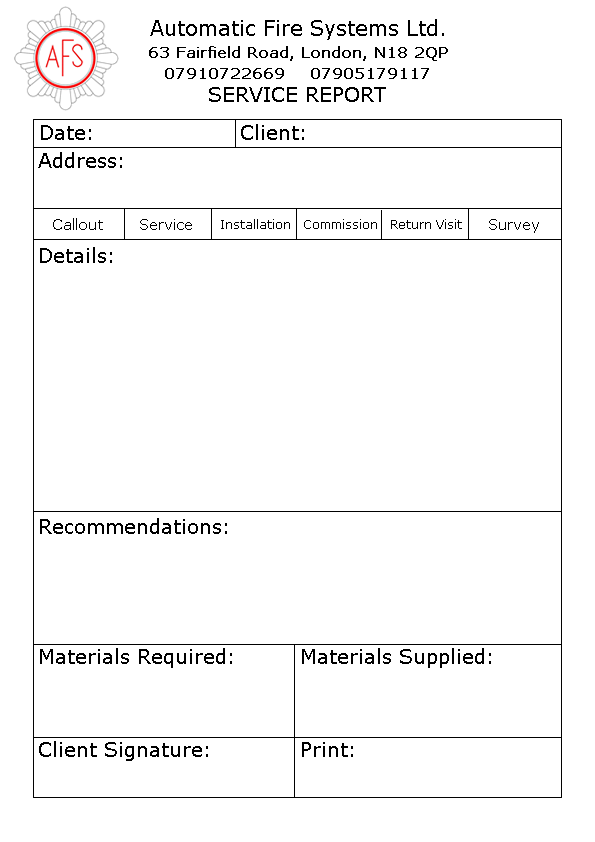 AFS
Automatic Fire Systems Ltd.
63 Fairfield Road, London, N18 2QP
07910722669 07905179117
SERVICE REPORT
Date: Client:
Address:
Callout Service Installation Commission Return Visit Survey
Details:
Recommendations:
Materials Required: Materials Supplied:
Client Signature: Print: